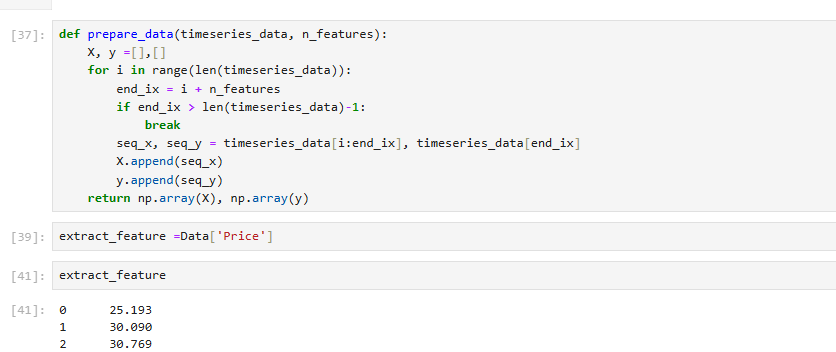 [37]: def prepare_data(timeseries_data, n_features):
    X, y =[],[]
    for i in range(len(timeseries_data)):
        end_ix = i + n_features
        if end_ix > len(timeseries_data)-1:
            break
        seq_x, seq_y = timeseries_data[i:end_ix], timeseries_data[end_ix]
        X.append(seq_x)
        y.append(seq_y)
    return np.array(X), np.array(y)
[39]: extract_feature =Data['Price']
[41]: extract_feature
[41]: 0      25.193
1      30.090
2      30.769